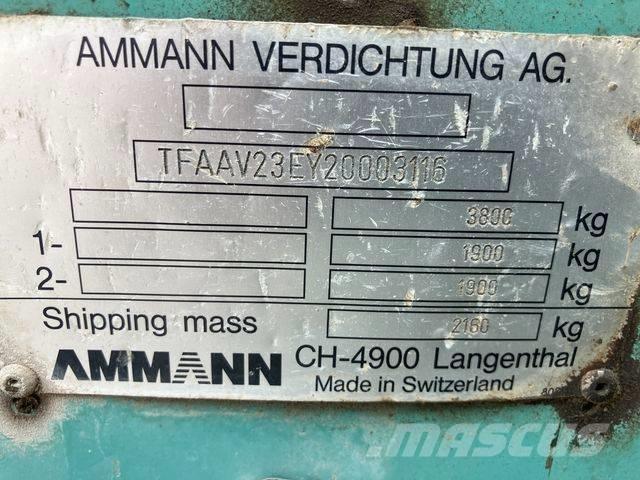 AMMANN VERDICHTUNG AG.
TFAAV23EY20003116
3800 kg
1- 1900 kg
2- 1900 kg
Shipping mass 2160 kg
AMMANN CH-4900 Langenthal
Made in Switzerland
mascus